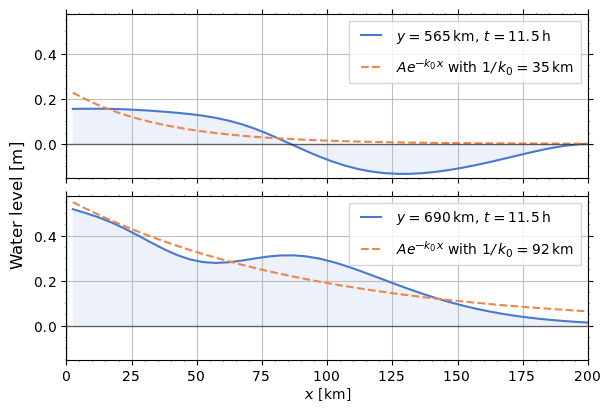 0.4
0.2
0.0
y = 565 km, t = 11.5 h
Ae^{-k_0 x} with 1/k_0 = 35 km
Water level [m]
0.4
0.2
0.0
y = 690 km, t = 11.5 h
Ae^{-k_0 x} with 1/k_0 = 92 km
0 25 50 75 100 125 150 175 200
x [km]